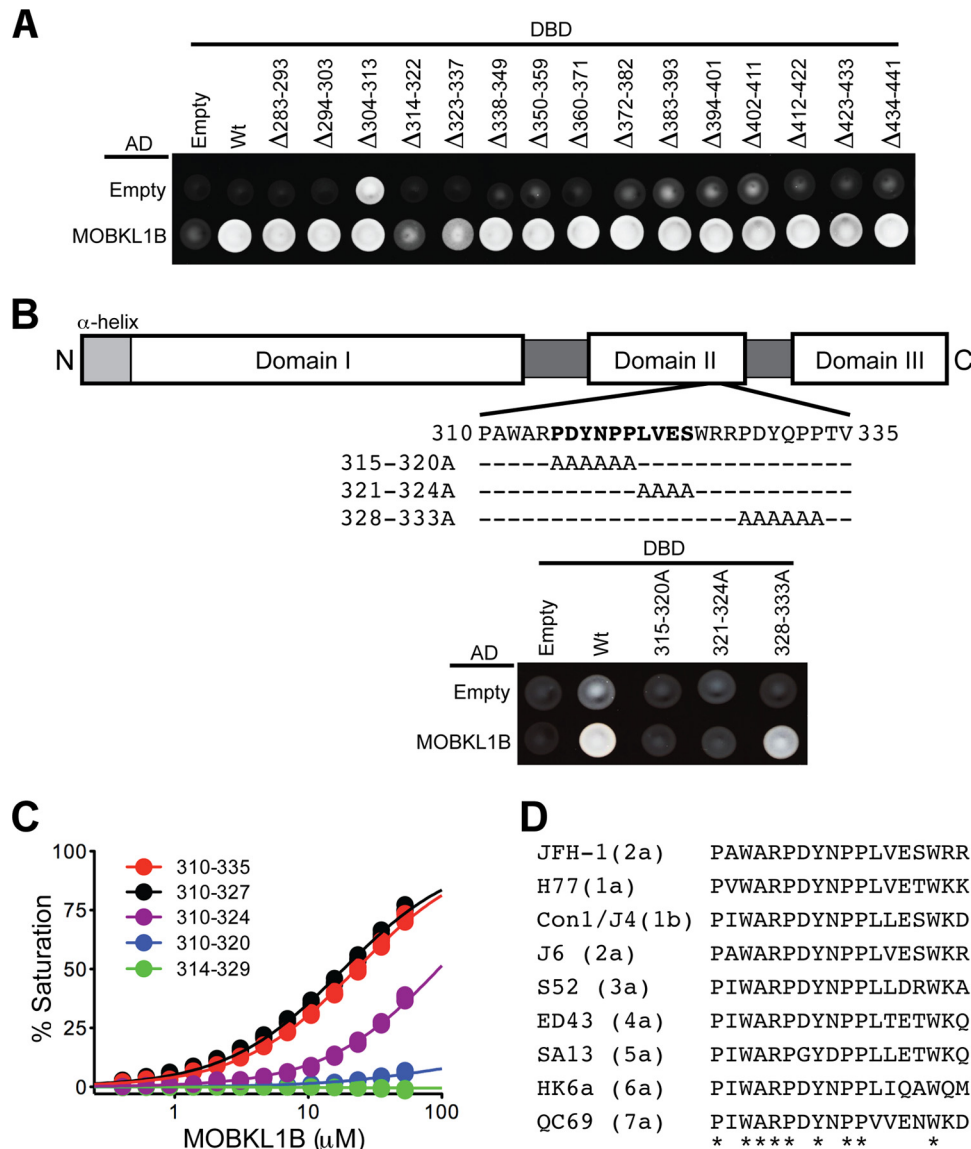 A
DBD
Empty
Wt
Δ283-293
Δ294-303
Δ304-313
Δ314-322
Δ323-337
Δ338-349
Δ350-359
Δ360-371
Δ372-382
Δ383-393
Δ394-401
Δ402-411
Δ412-422
Δ423-433
Δ434-441
AD
Empty
MOBKL1B
B
α-helix
N Domain I Domain II Domain III C
310 PAWARPDYNPPLVESWRRPDYQPPTV 335
315-320A -----AAAAAA---------------
321-324A -----------AAAA-----------
328-333A ------------------AAAAAA--
DBD
Empty
Wt
315-320A
321-324A
328-333A
AD
Empty
MOBKL1B
C
100
75
50
25
0
% Saturation
310-335
310-327
310-324
310-320
314-329
1 10 100
MOBKL1B (μM)
D
JFH-1(2a) PAWARPDYNPPLVESWRR
H77(1a) PVWARPDYNPPLVETWKK
Con1/J4(1b) PIWARPDYNPPLLESWKD
J6 (2a) PAWARPDYNPPLVESWKR
S52 (3a) PIWARPDYNPPLLDRWKA
ED43 (4a) PIWARPDYNPPLTETWKQ
SA13 (5a) PIWARPGYDPPLLETWKQ
HK6a (6a) PIWARPDYNPPLIQAWQM
QC69 (7a) PIWARPDYNPPVVENWKD
* **** * ** *